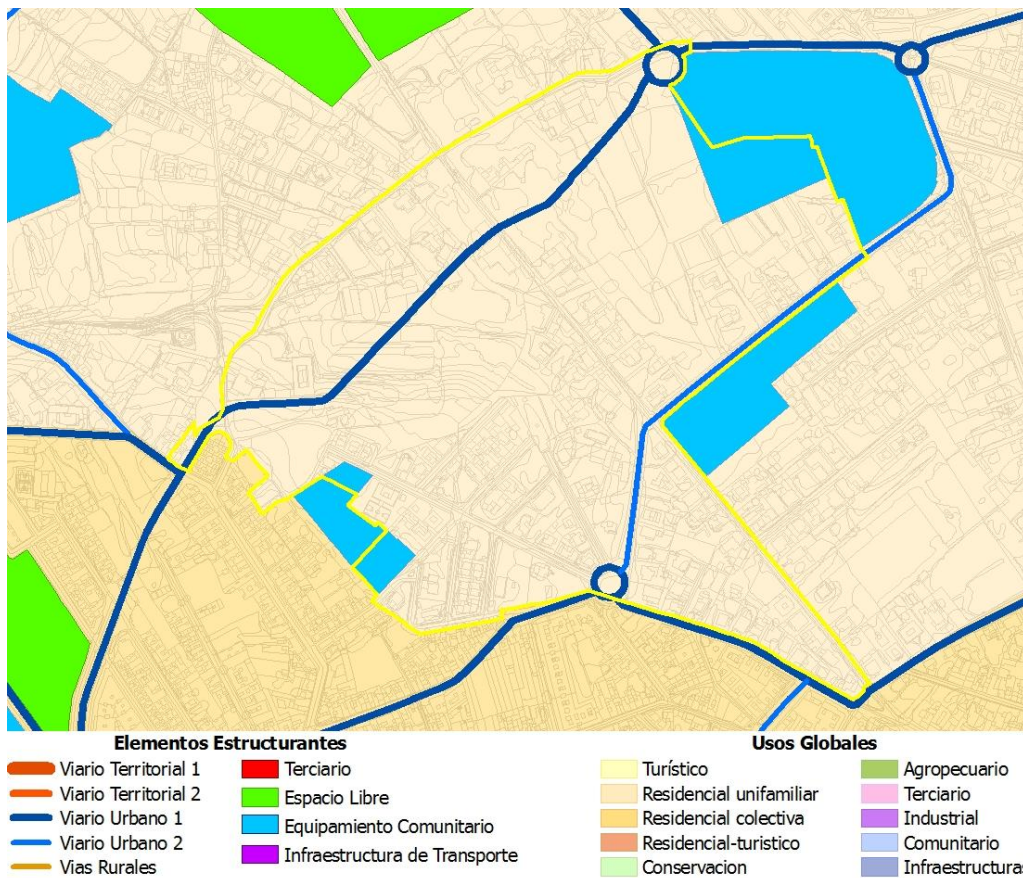 Elementos Estructurantes
Viario Territorial 1
Viario Territorial 2
Viario Urbano 1
Viario Urbano 2
Vias Rurales
Terciario
Espacio Libre
Equipamiento Comunitario
Infraestructura de Transporte
Usos Globales
Turístico
Residencial unifamiliar
Residencial colectiva
Residencial-turistico
Conservacion
Agropecuario
Terciario
Industrial
Comunitario
Infraestructura